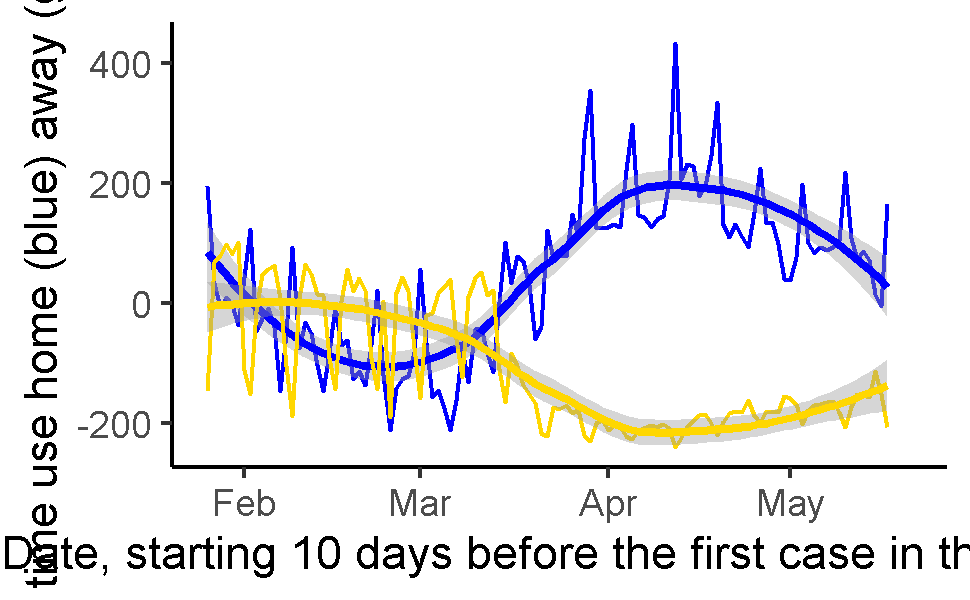 time use home (blue) away (
400
200
0
-200
Feb Mar Apr May
Date, starting 10 days before the first case in th